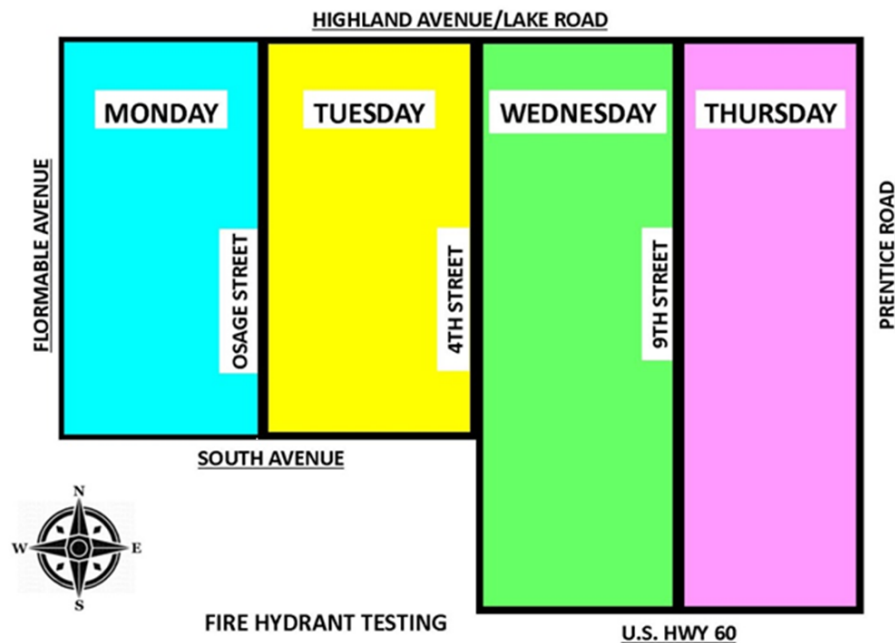 HIGHLAND AVENUE/LAKE ROAD
MONDAY
TUESDAY
WEDNESDAY
THURSDAY
FLORMABLE AVENUE
OSAGE STREET
4TH STREET
9TH STREET
PRENTICE ROAD
SOUTH AVENUE
N
W
E
S
FIRE HYDRANT TESTING
U.S. HWY 60